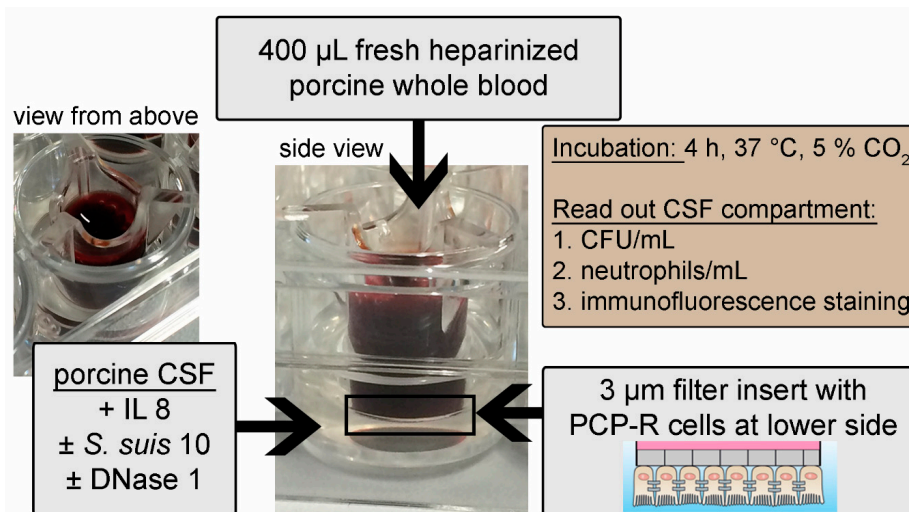 400 µL fresh heparinized
porcine whole blood
view from above
side view
Incubation: 4 h, 37 °C, 5 % CO₂
Read out CSF compartment:
1. CFU/mL
2. neutrophils/mL
3. immunofluorescence staining
porcine CSF
+ IL 8
± S. suis 10
± DNase 1
3 µm filter insert with
PCP-R cells at lower side